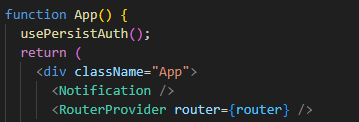 function App() {
  usePersistAuth();
  return (
    <div className="App">
      <Notification />
      <RouterProvider router={router} />